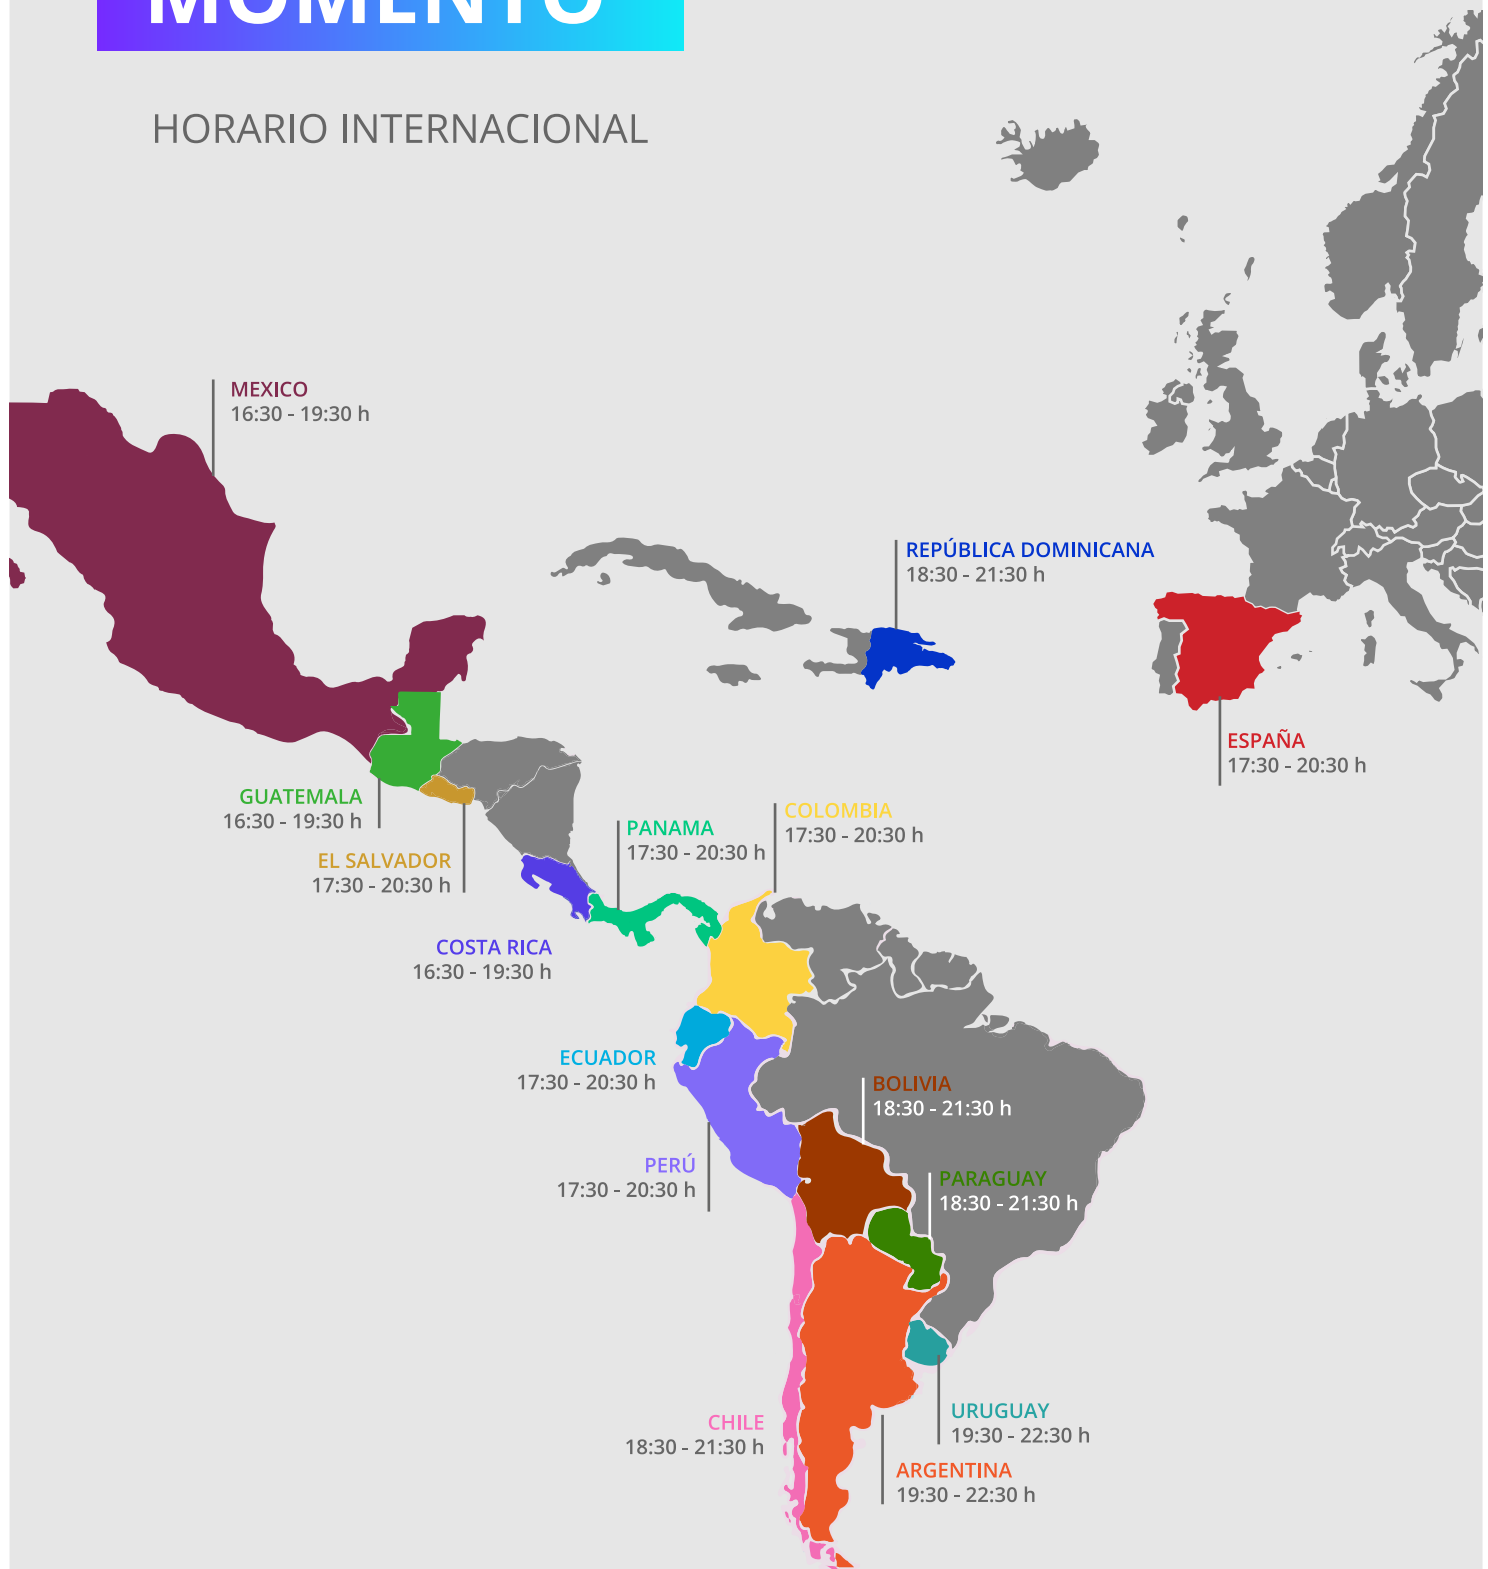 MOMENTO
HORARIO INTERNACIONAL
MEXICO
16:30 - 19:30 h
REPÚBLICA DOMINICANA
18:30 - 21:30 h
ESPAÑA
17:30 - 20:30 h
GUATEMALA
16:30 - 19:30 h
COLOMBIA
17:30 - 20:30 h
PANAMA
17:30 - 20:30 h
EL SALVADOR
17:30 - 20:30 h
COSTA RICA
16:30 - 19:30 h
ECUADOR
17:30 - 20:30 h
BOLIVIA
18:30 - 21:30 h
PERÚ
17:30 - 20:30 h
PARAGUAY
18:30 - 21:30 h
URUGUAY
19:30 - 22:30 h
CHILE
18:30 - 21:30 h
ARGENTINA
19:30 - 22:30 h